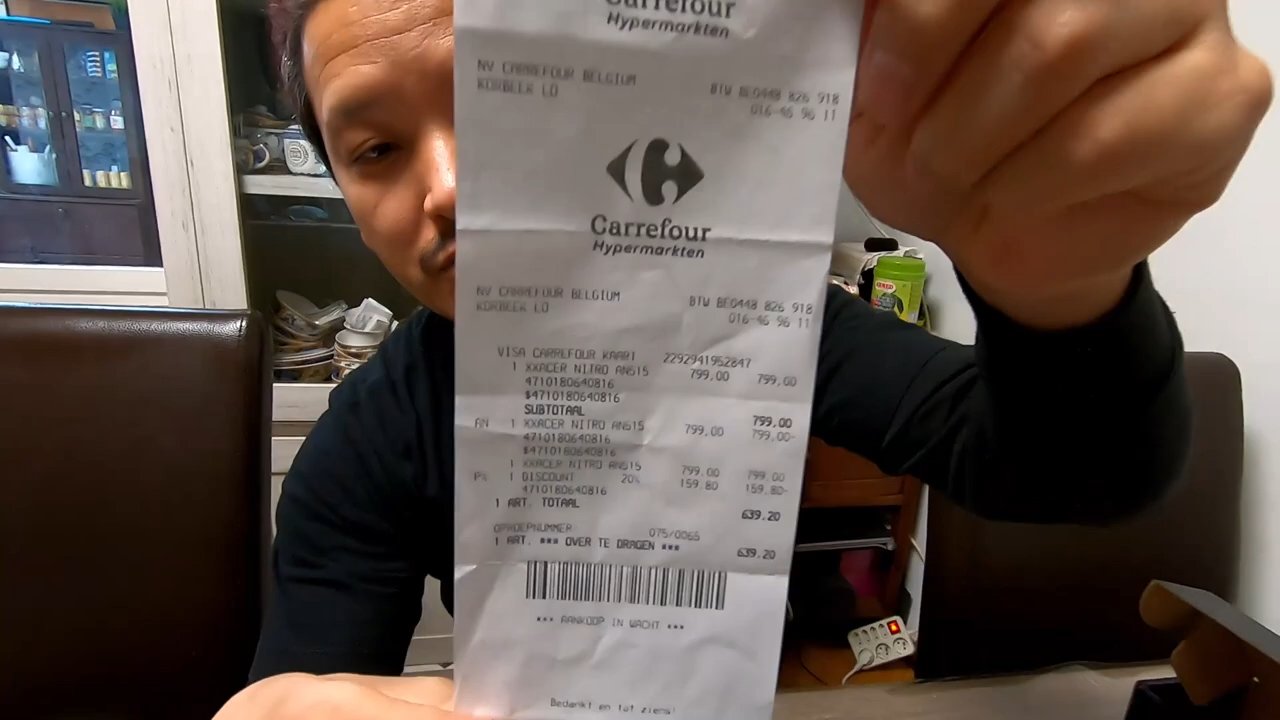 Carrefour
Hypermarkten
NV CARREFOUR BELGIUM BTW BE0448 826 918
KORBEEK LO 016-46 96 11
Carrefour
Hypermarkten
NV CARREFOUR BELGIUM BTW BE0448 826 918
KORBEEK LO 016-46 96 11
VISA CARREFOUR KAART 2292941952847
1 XXACER NITRO AN515 799.00 799.00
4710180640816
$4710180640816
SUBTOTAAL 799.00
AN 1 XXACER NITRO AN515 799.00 799.00-
4710180640816
$4710180640816
1 XXACER NITRO AN515 799.00 799.00
P% 1 DISCOUNT 20% 159.80 159.80-
4710180640816
1 ART. TOTAAL 639.20
OPROEPNUMMER 075/0065
1 ART. *** OVER TE DRAGEN *** 639.20
*** AANKOOP IN WACHT ***
Bedankt en tot ziens!